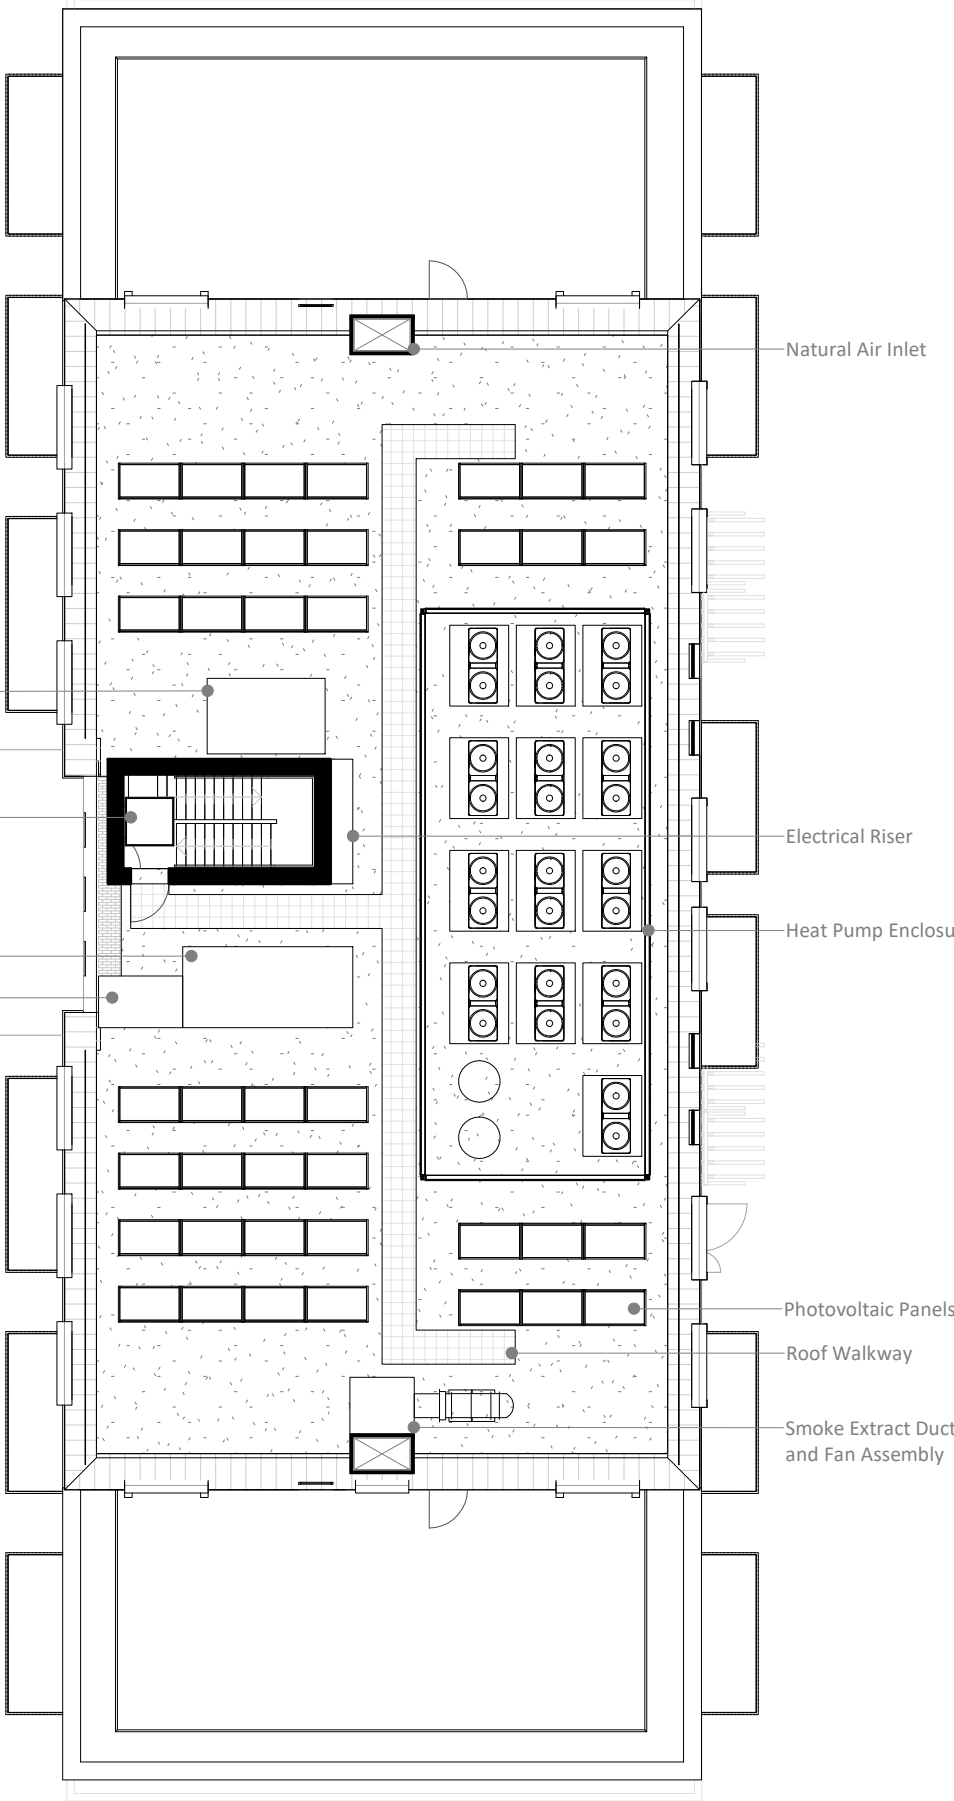 Natural Air Inlet
Electrical Riser
Heat Pump Enclosu
Photovoltaic Panels
Roof Walkway
Smoke Extract Duct
and Fan Assembly